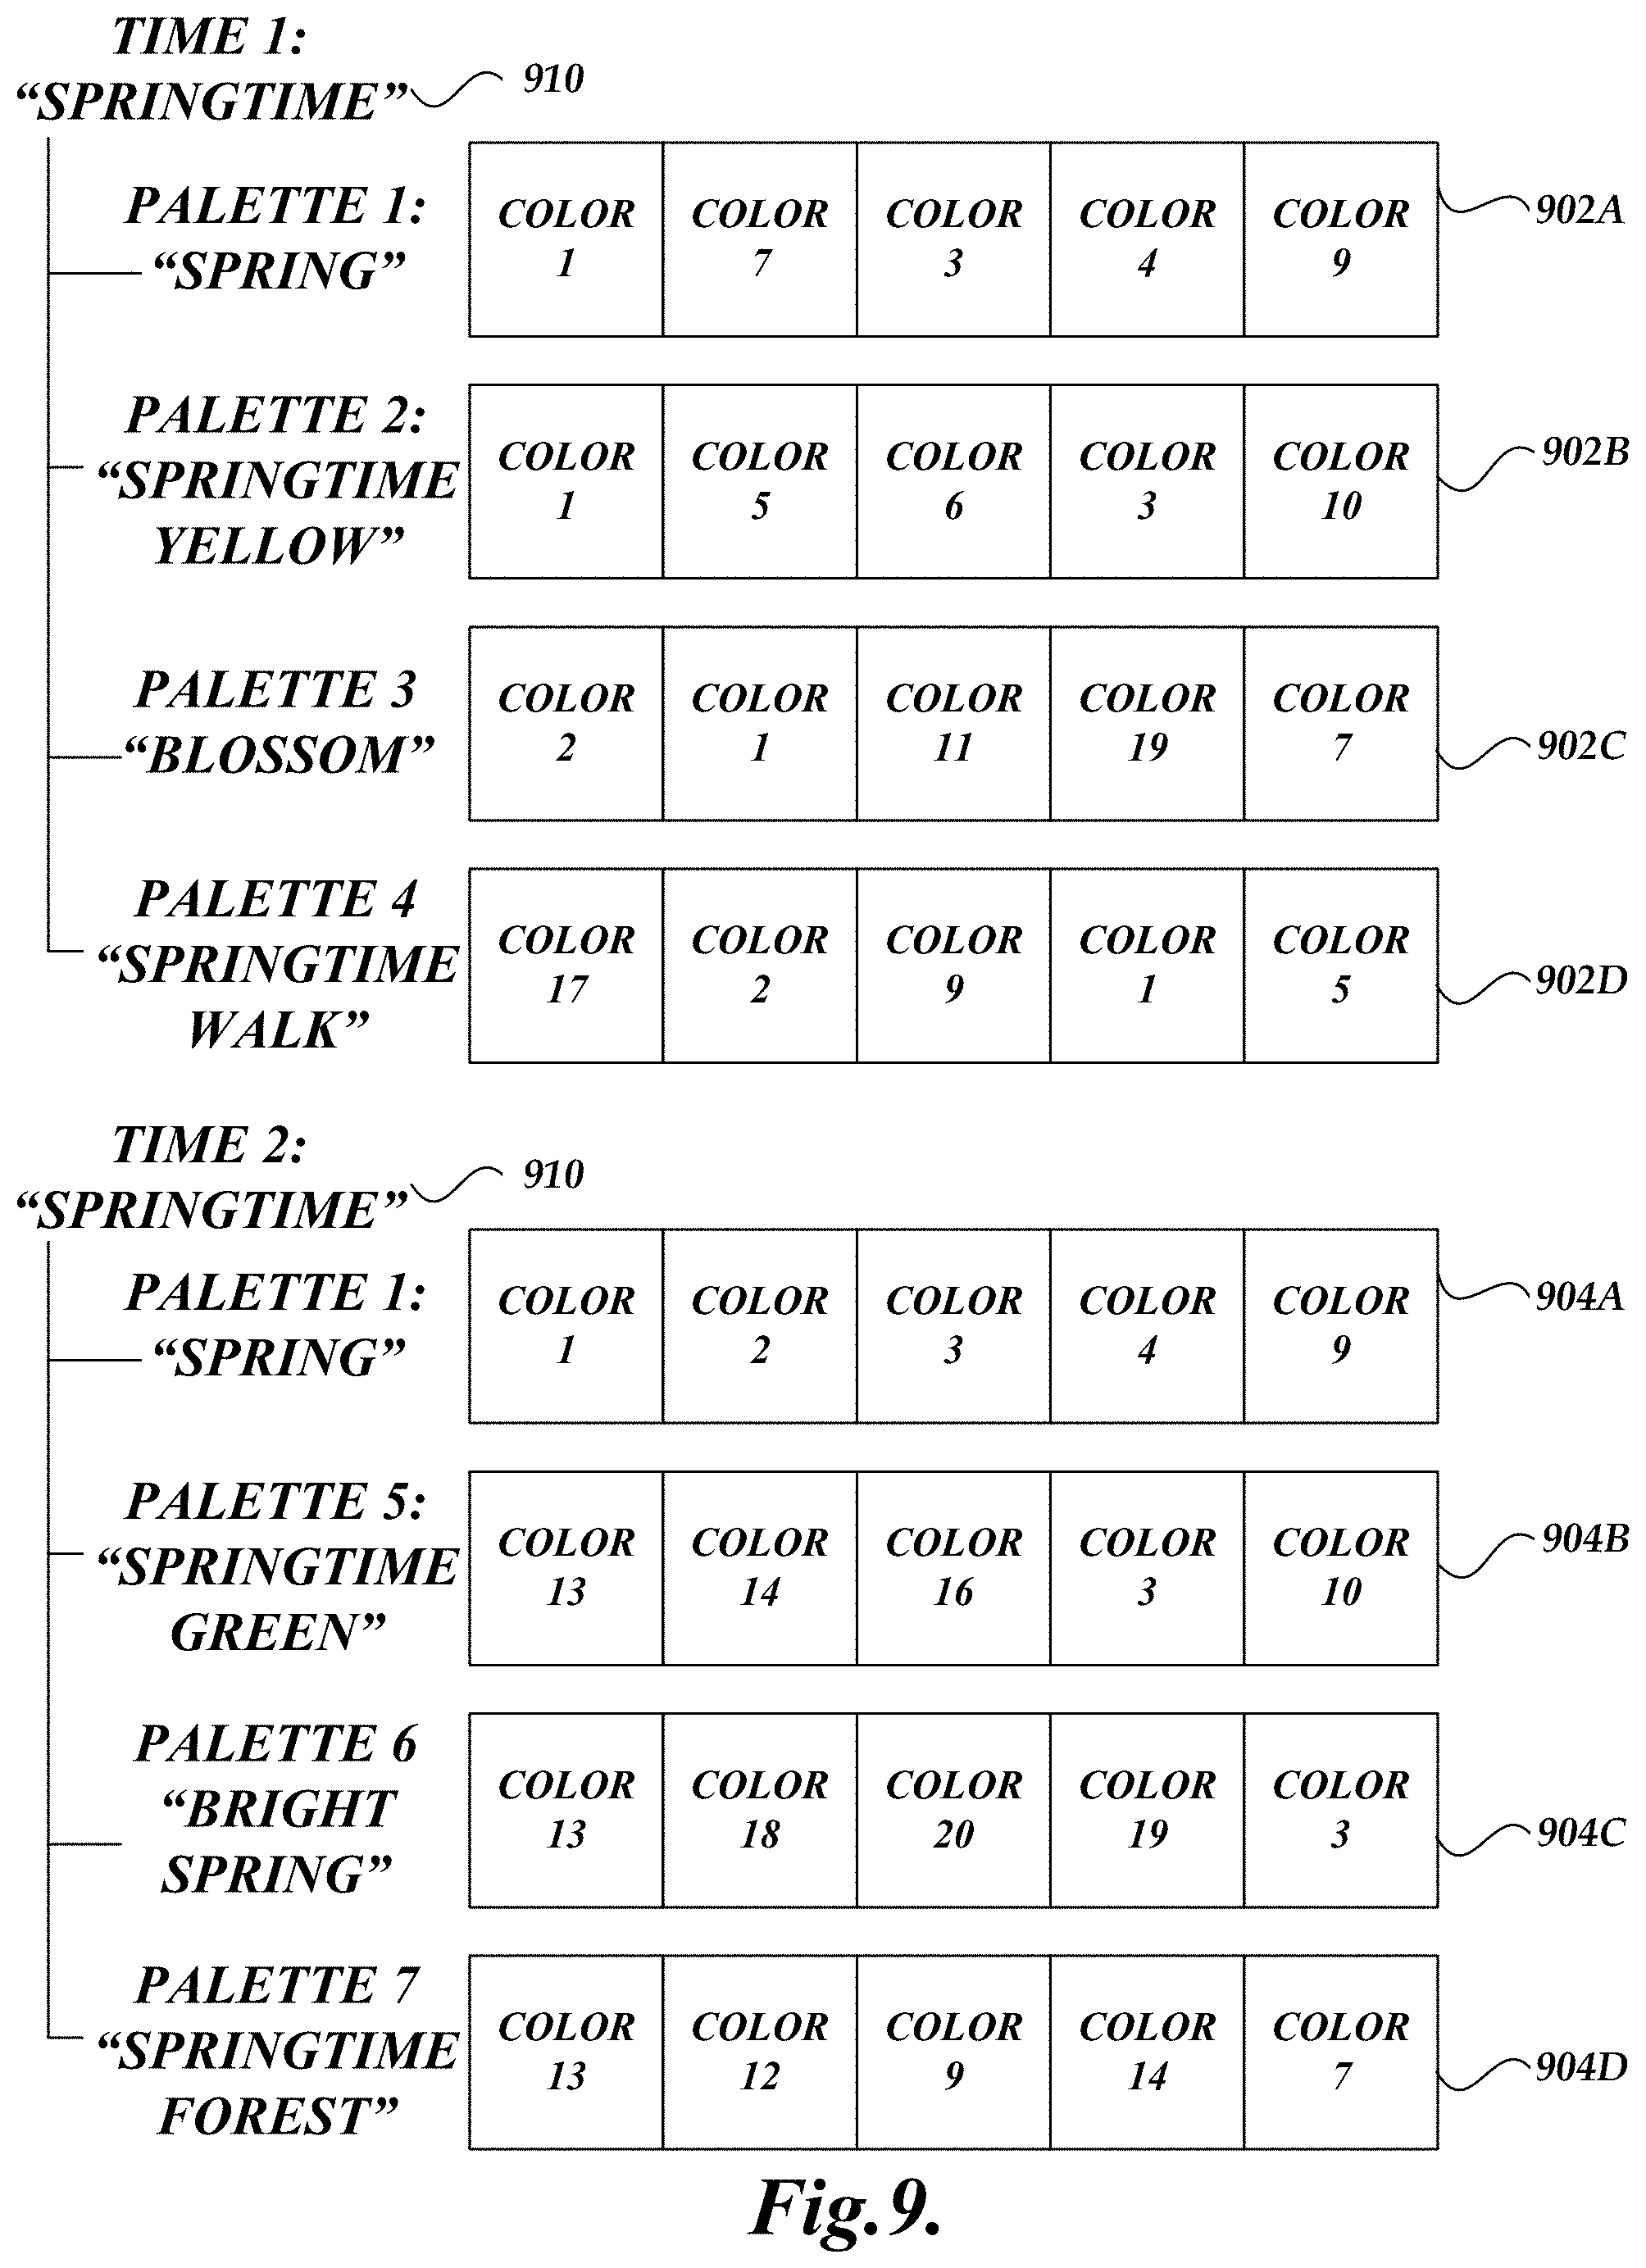 TIME 1:
“SPRINGTIME” 910
PALETTE 1:
“SPRING”
COLOR COLOR COLOR COLOR COLOR
1 7 3 4 9
902A
PALETTE 2:
“SPRINGTIME
YELLOW”
COLOR COLOR COLOR COLOR COLOR
1 5 6 3 10
902B
PALETTE 3
“BLOSSOM”
COLOR COLOR COLOR COLOR COLOR
2 1 11 19 7
902C
PALETTE 4
“SPRINGTIME
WALK”
COLOR COLOR COLOR COLOR COLOR
17 2 9 1 5
902D
TIME 2:
“SPRINGTIME” 910
PALETTE 1:
“SPRING”
COLOR COLOR COLOR COLOR COLOR
1 2 3 4 9
904A
PALETTE 5:
“SPRINGTIME
GREEN”
COLOR COLOR COLOR COLOR COLOR
13 14 16 3 10
904B
PALETTE 6
“BRIGHT
SPRING”
COLOR COLOR COLOR COLOR COLOR
13 18 20 19 3
904C
PALETTE 7
“SPRINGTIME
FOREST”
COLOR COLOR COLOR COLOR COLOR
13 12 9 14 7
904D
Fig.9.